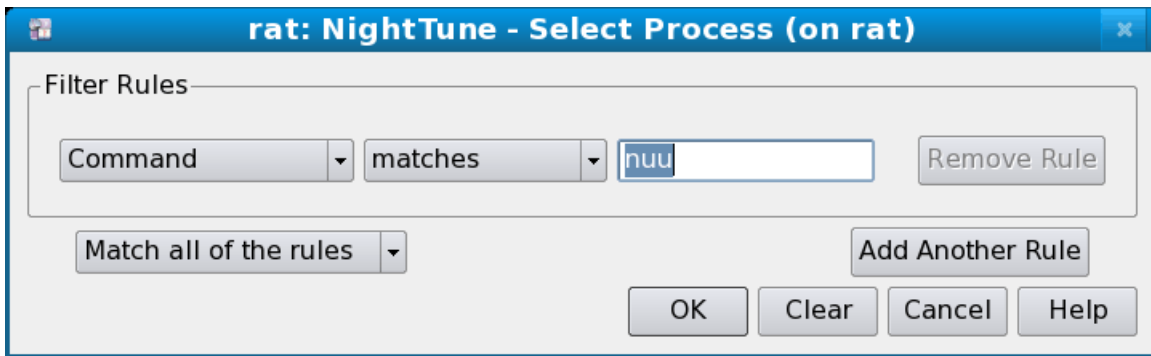 rat: NightTune - Select Process (on rat)
Filter Rules
Command matches nuu Remove Rule
Match all of the rules Add Another Rule
OK Clear Cancel Help